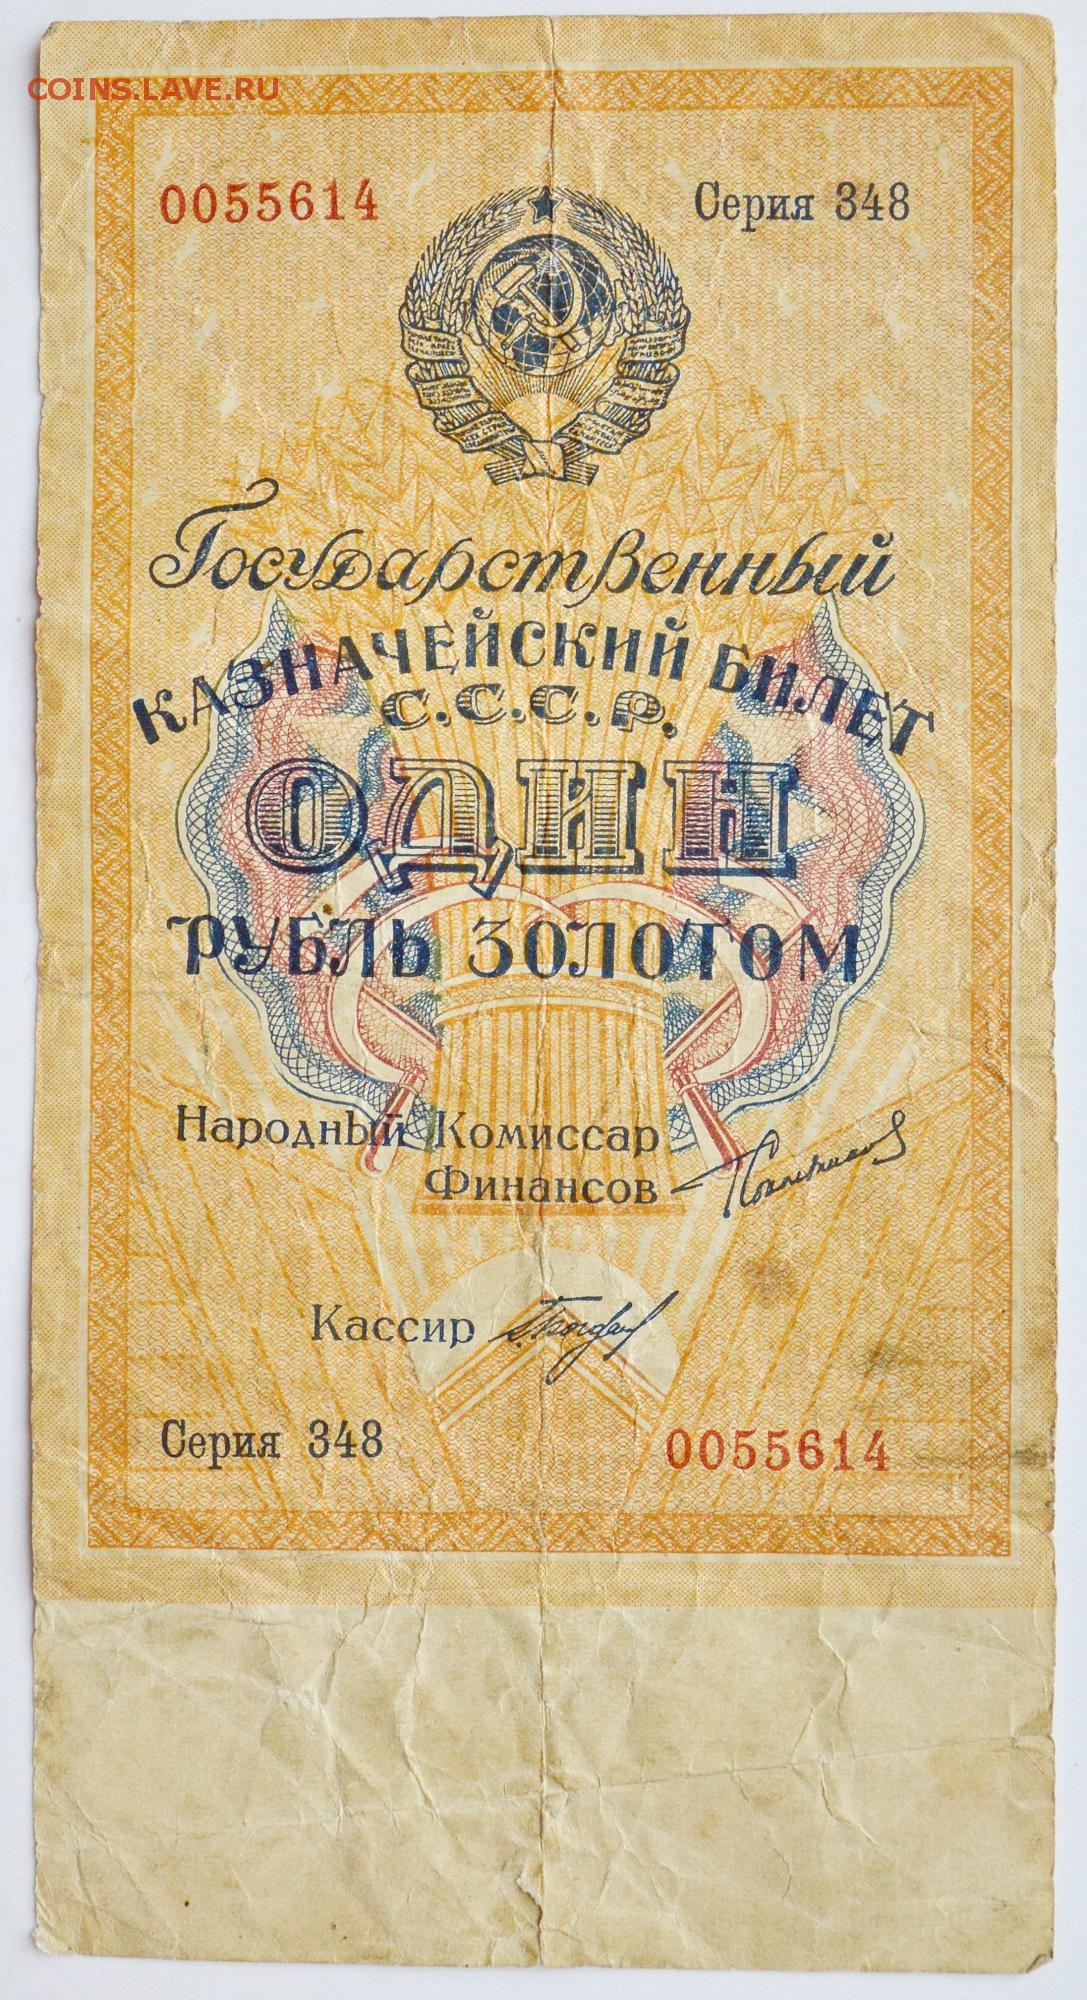 COINS.LAVE.RU
0055614 Серия 348
Государственный
КАЗНАЧЕЙСКИЙ БИЛЕТ
С.С.С.Р.
ОДИН
РУБЛЬ ЗОЛОТОМ
Народный Комиссар
Финансов
Кассир
Серия 348 0055614